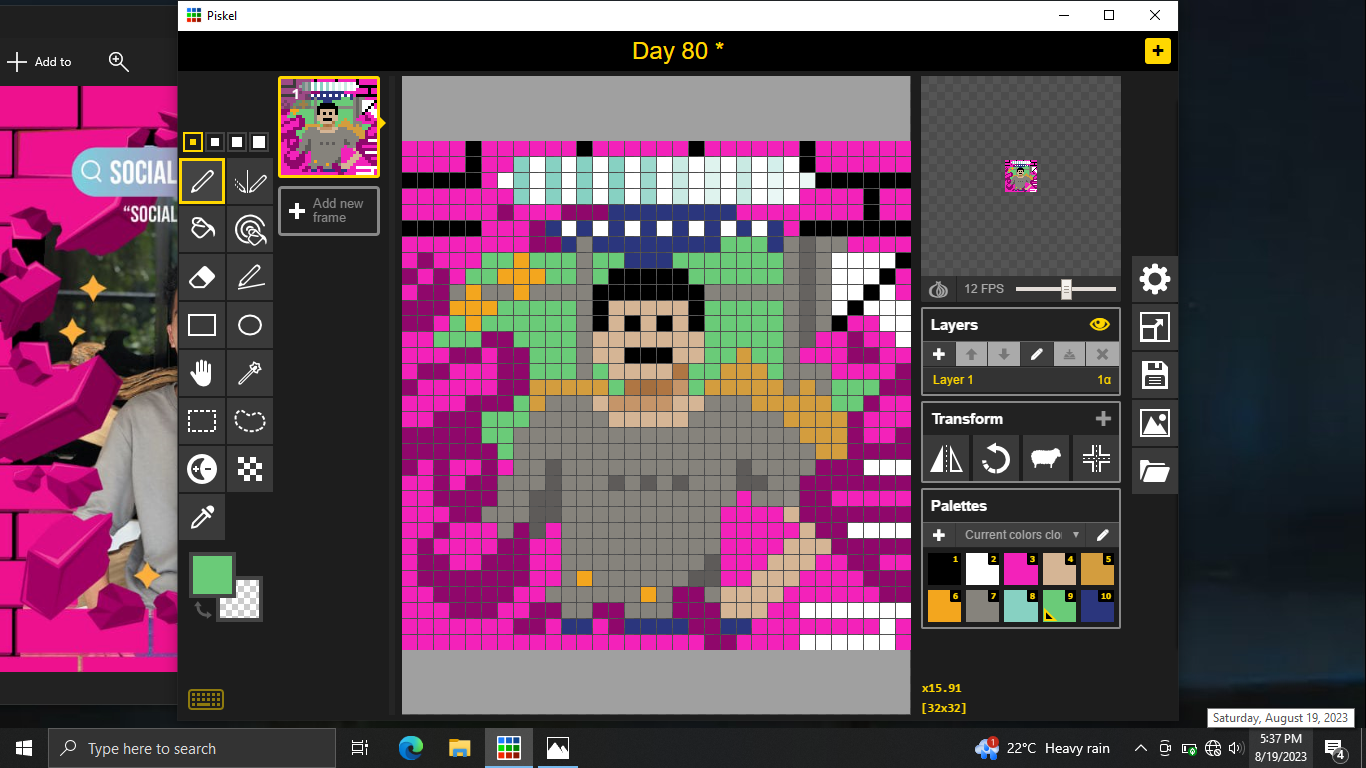 Piskel
Day 80 *
Add to
SOCIAL
“SOCIAL
1
Add new
frame
12 FPS
Layers
Layer 1
1α
Transform
Palettes
Current colors clo
1
2
3
4
5
6
7
8
9
10
x15.91
[32x32]
Saturday, August 19, 2023
Type here to search
1
22°C Heavy rain
5:37 PM
8/19/2023
4